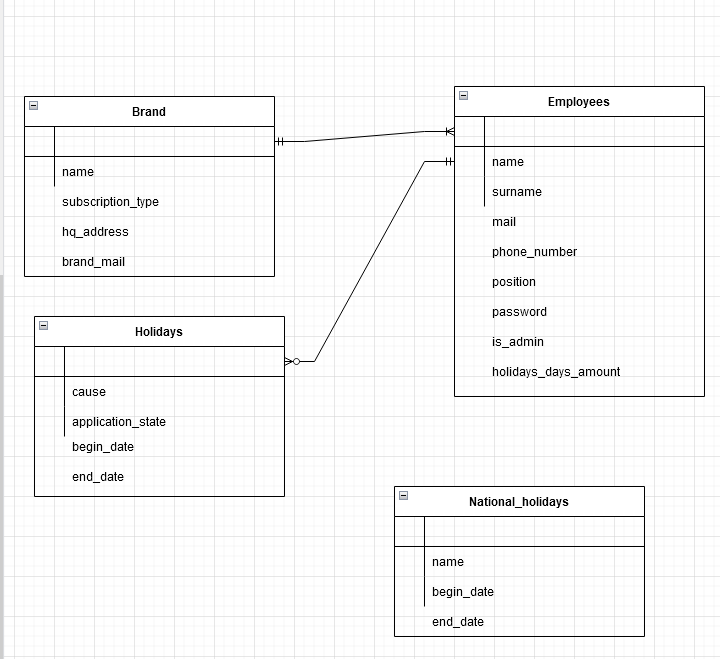 Brand
name
subscription_type
hq_address
brand_mail
Employees
name
surname
mail
phone_number
position
password
is_admin
holidays_days_amount
Holidays
cause
application_state
begin_date
end_date
National_holidays
name
begin_date
end_date